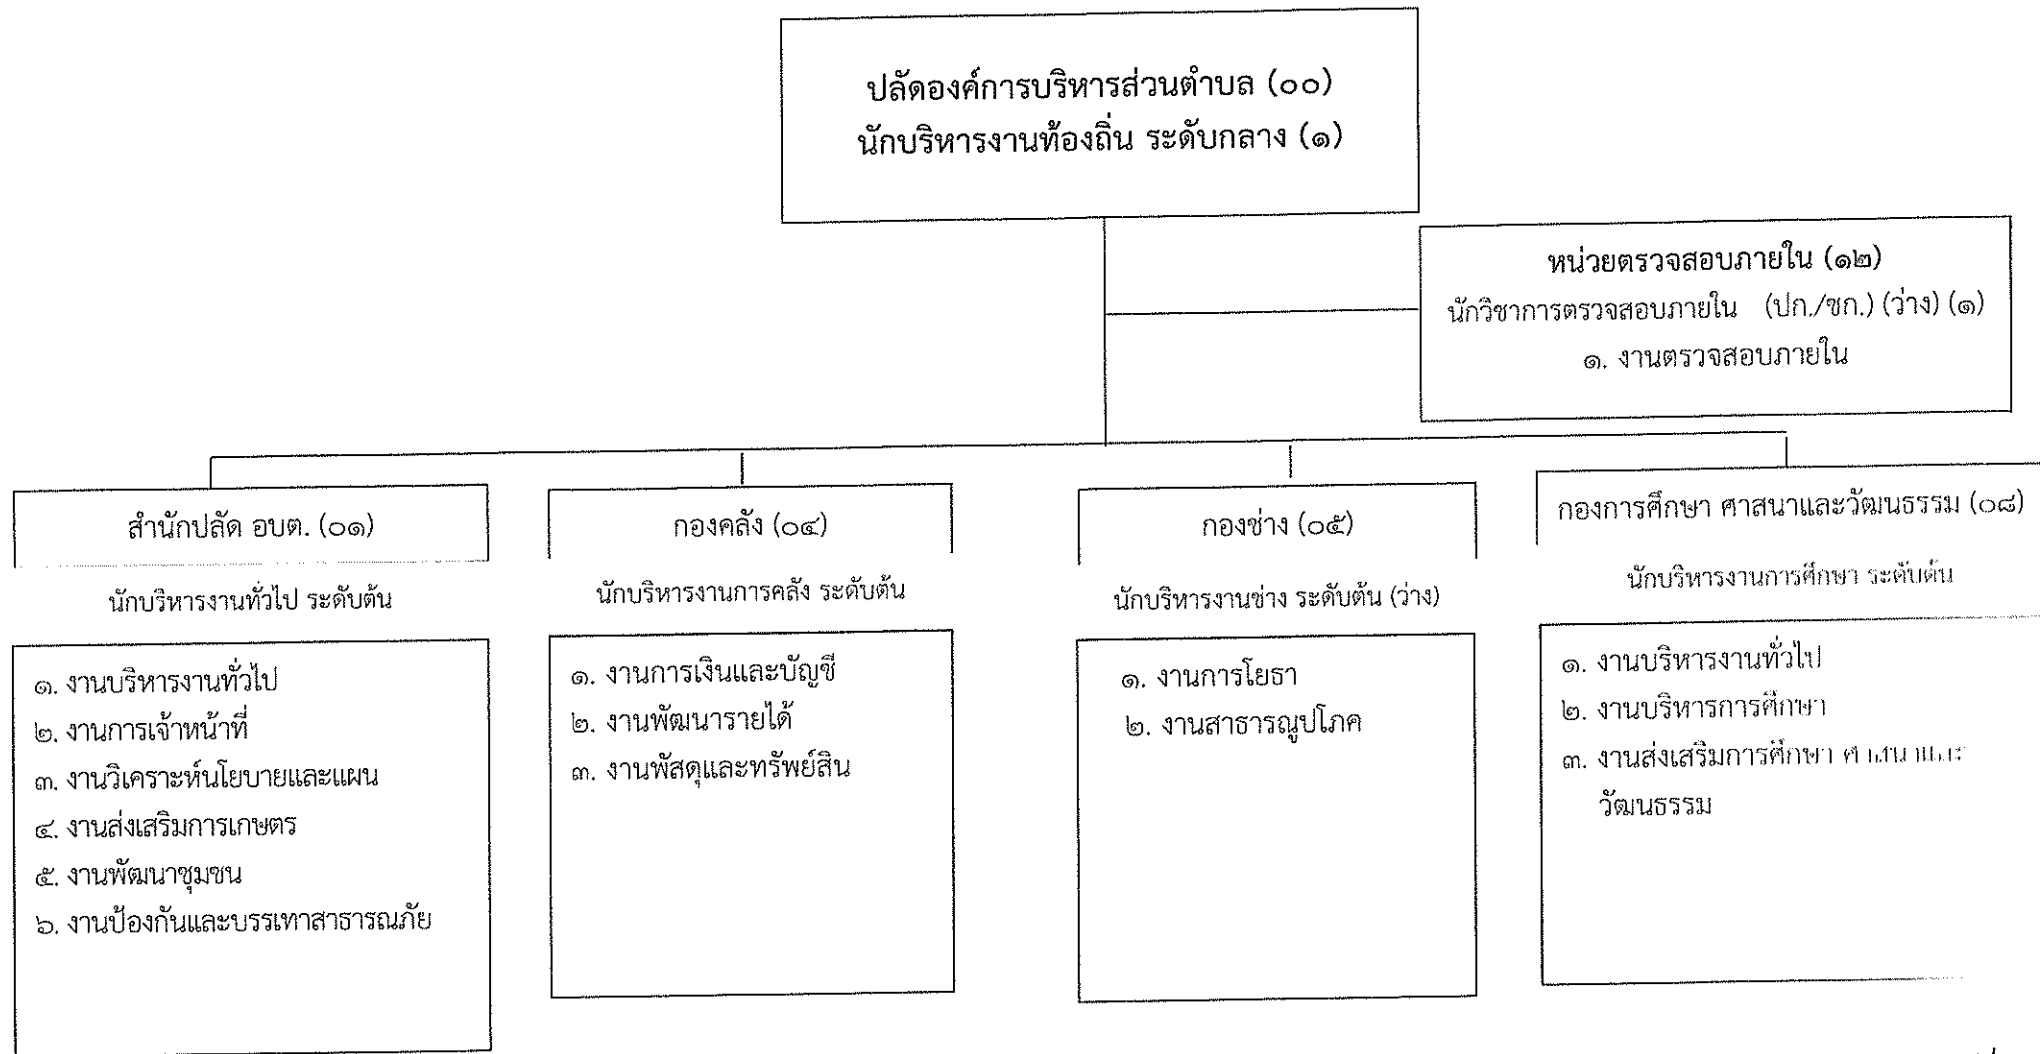 ปลัดองค์การบริหารส่วนตำบล (๐๐)
นักบริหารงานท้องถิ่น ระดับกลาง (๑)
หน่วยตรวจสอบภายใน (๑๒)
นักวิชาการตรวจสอบภายใน (ปก./ชก.) (ว่าง) (๑)
๑. งานตรวจสอบภายใน
สำนักปลัด อบต. (๐๑)
นักบริหารงานทั่วไป ระดับต้น
๑. งานบริหารงานทั่วไป
๒. งานการเจ้าหน้าที่
๓. งานวิเคราะห์นโยบายและแผน
๔. งานส่งเสริมการเกษตร
๕. งานพัฒนาชุมชน
๖. งานป้องกันและบรรเทาสาธารณภัย
กองคลัง (๐๔)
นักบริหารงานการคลัง ระดับต้น
๑. งานการเงินและบัญชี
๒. งานพัฒนารายได้
๓. งานพัสดุและทรัพย์สิน
กองช่าง (๐๕)
นักบริหารงานช่าง ระดับต้น (ว่าง)
๑. งานการโยธา
๒. งานสาธารณูปโภค
กองการศึกษา ศาสนาและวัฒนธรรม (๐๘)
นักบริหารงานการศึกษา ระดับต้น
๑. งานบริหารงานทั่วไป
๒. งานบริหารการศึกษา
๓. งานส่งเสริมการศึกษา ศาสนาและ
วัฒนธรรม